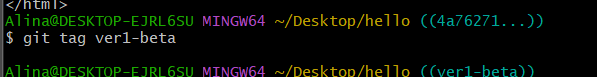 </html>
Alina@DESKTOP-EJRL6SU MINGW64 ~/Desktop/hello ((4a76271...))
$ git tag ver1-beta
Alina@DESKTOP-EJRL6SU MINGW64 ~/Desktop/hello ((ver1-beta))